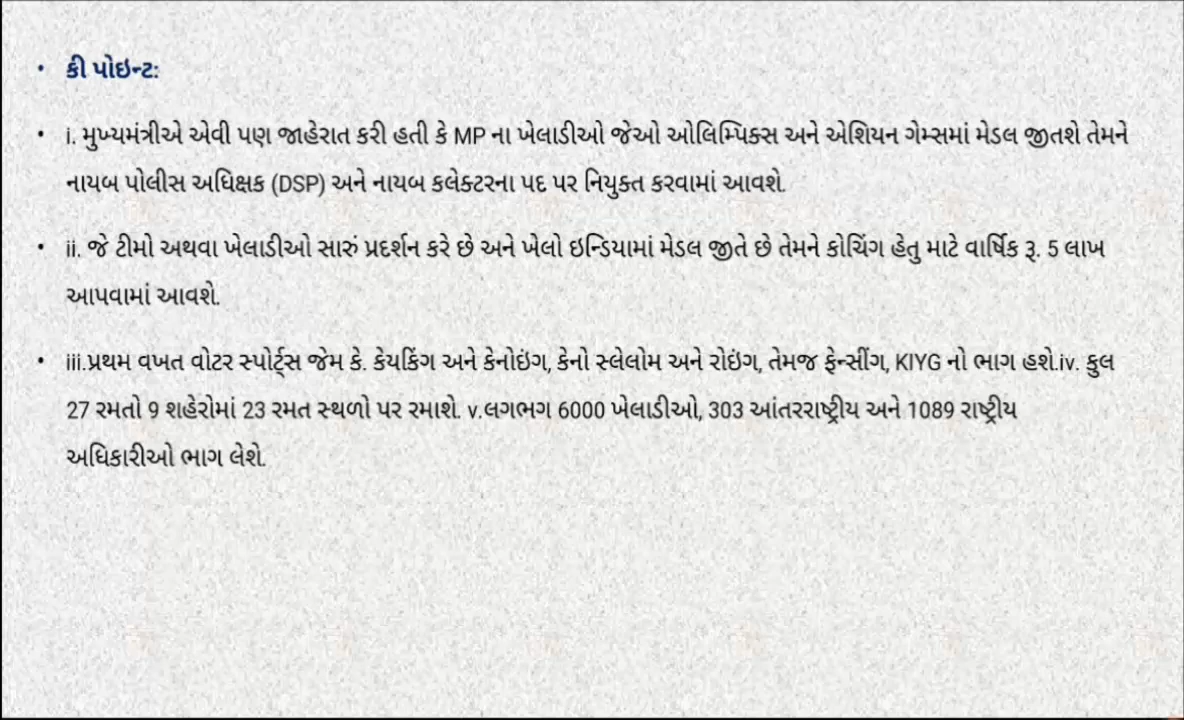 • કી પોઇન્ટ:
• i. મુખ્યમંત્રીએ એવી પણ જાહેરાત કરી હતી કે MP ના ખેલાડીઓ જેઓ ઓલિમ્પિક્સ અને એશિયન ગેમ્સમાં મેડલ જીતશે તેમને
નાયબ પોલીસ અધિક્ષક (DSP) અને નાયબ કલેક્ટરના પદ પર નિયુક્ત કરવામાં આવશે.
• ii. જે ટીમો અથવા ખેલાડીઓ સારું પ્રદર્શન કરે છે અને ખેલો ઇન્ડિયામાં મેડલ જીતે છે તેમને કોચિંગ હેતુ માટે વાર્ષિક રૂ. 5 લાખ
આપવામાં આવશે.
• iii.પ્રથમ વખત વોટર સ્પોર્ટ્સ જેમ કે. કેયકિંગ અને કેનોઇંગ, કેનો સ્લેલોમ અને રોઇંગ, તેમજ ફેન્સીંગ, KIYG નો ભાગ હશે.iv. કુલ
27 રમતો 9 શહેરોમાં 23 રમત સ્થળો પર રમાશે. v.લગભગ 6000 ખેલાડીઓ, 303 આંતરરાષ્ટ્રીય અને 1089 રાષ્ટ્રીય
અધિકારીઓ ભાગ લેશે.